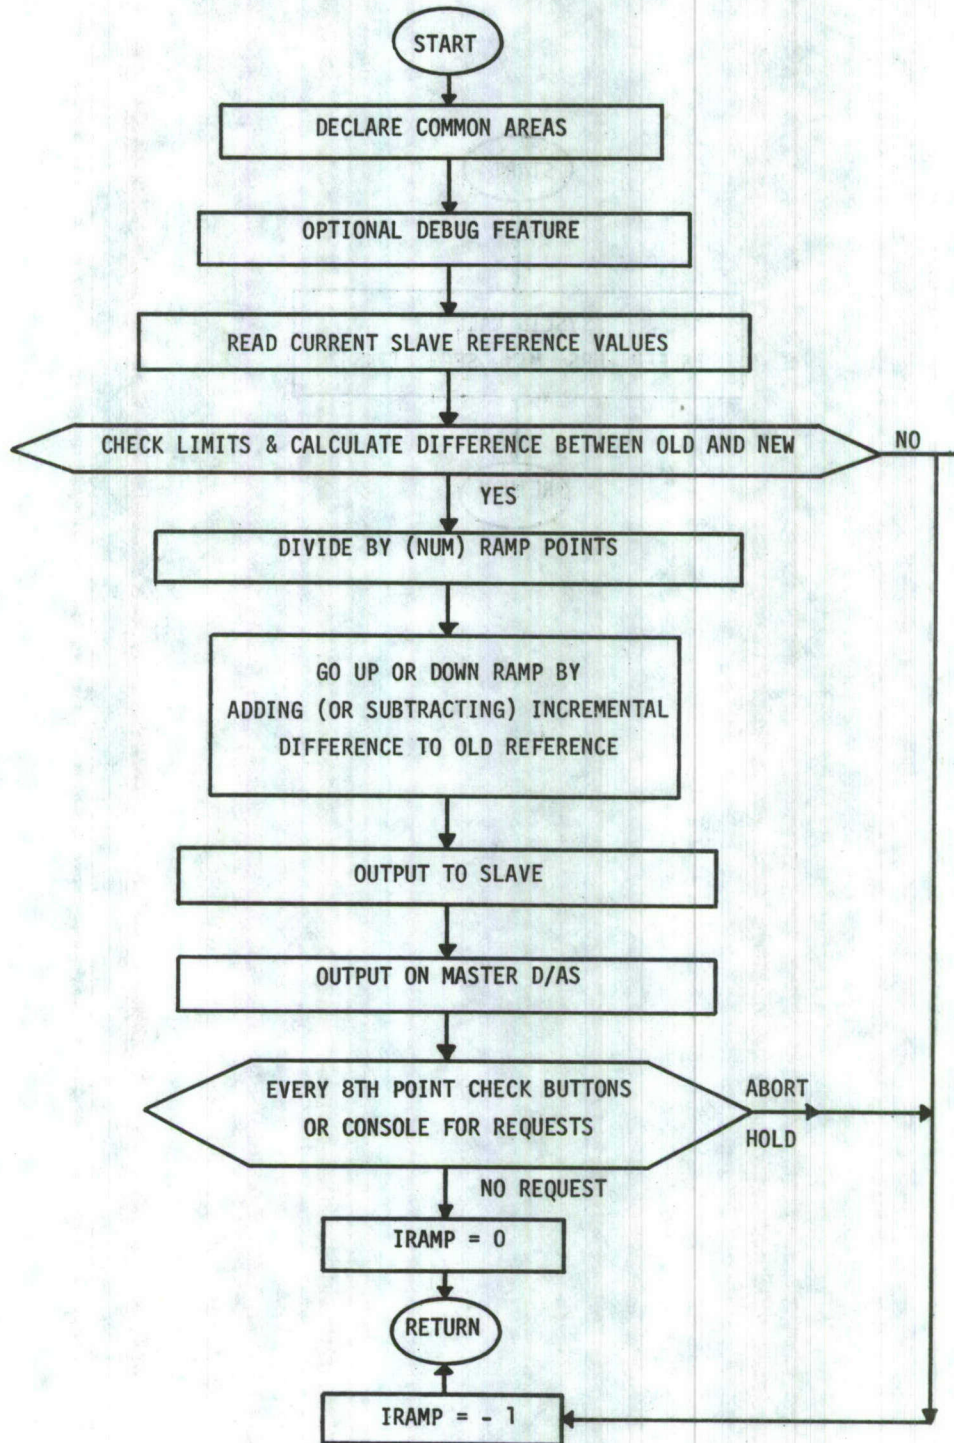 START
DECLARE COMMON AREAS
OPTIONAL DEBUG FEATURE
READ CURRENT SLAVE REFERENCE VALUES
CHECK LIMITS & CALCULATE DIFFERENCE BETWEEN OLD AND NEW
NO
YES
DIVIDE BY (NUM) RAMP POINTS
GO UP OR DOWN RAMP BY
ADDING (OR SUBTRACTING) INCREMENTAL
DIFFERENCE TO OLD REFERENCE
OUTPUT TO SLAVE
OUTPUT ON MASTER D/AS
EVERY 8TH POINT CHECK BUTTONS
OR CONSOLE FOR REQUESTS
ABORT
HOLD
NO REQUEST
IRAMP = 0
RETURN
IRAMP = - 1